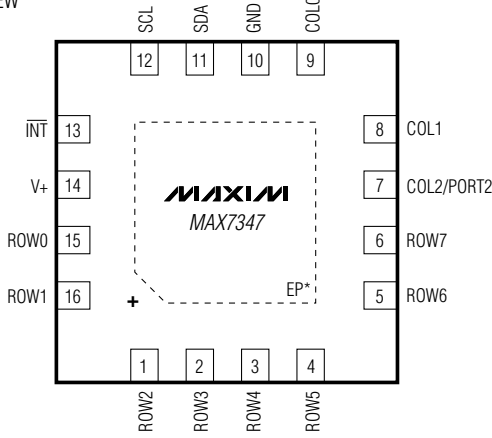 EW
SCL
SDA
GND
COL0
12
11
10
9
INT
13
8
COL1
V+
14
MAXIM
MAX7347
7
COL2/PORT2
ROW0
15
6
ROW7
ROW1
16
+
EP*
5
ROW6
1
2
3
4
ROW2
ROW3
ROW4
ROW5